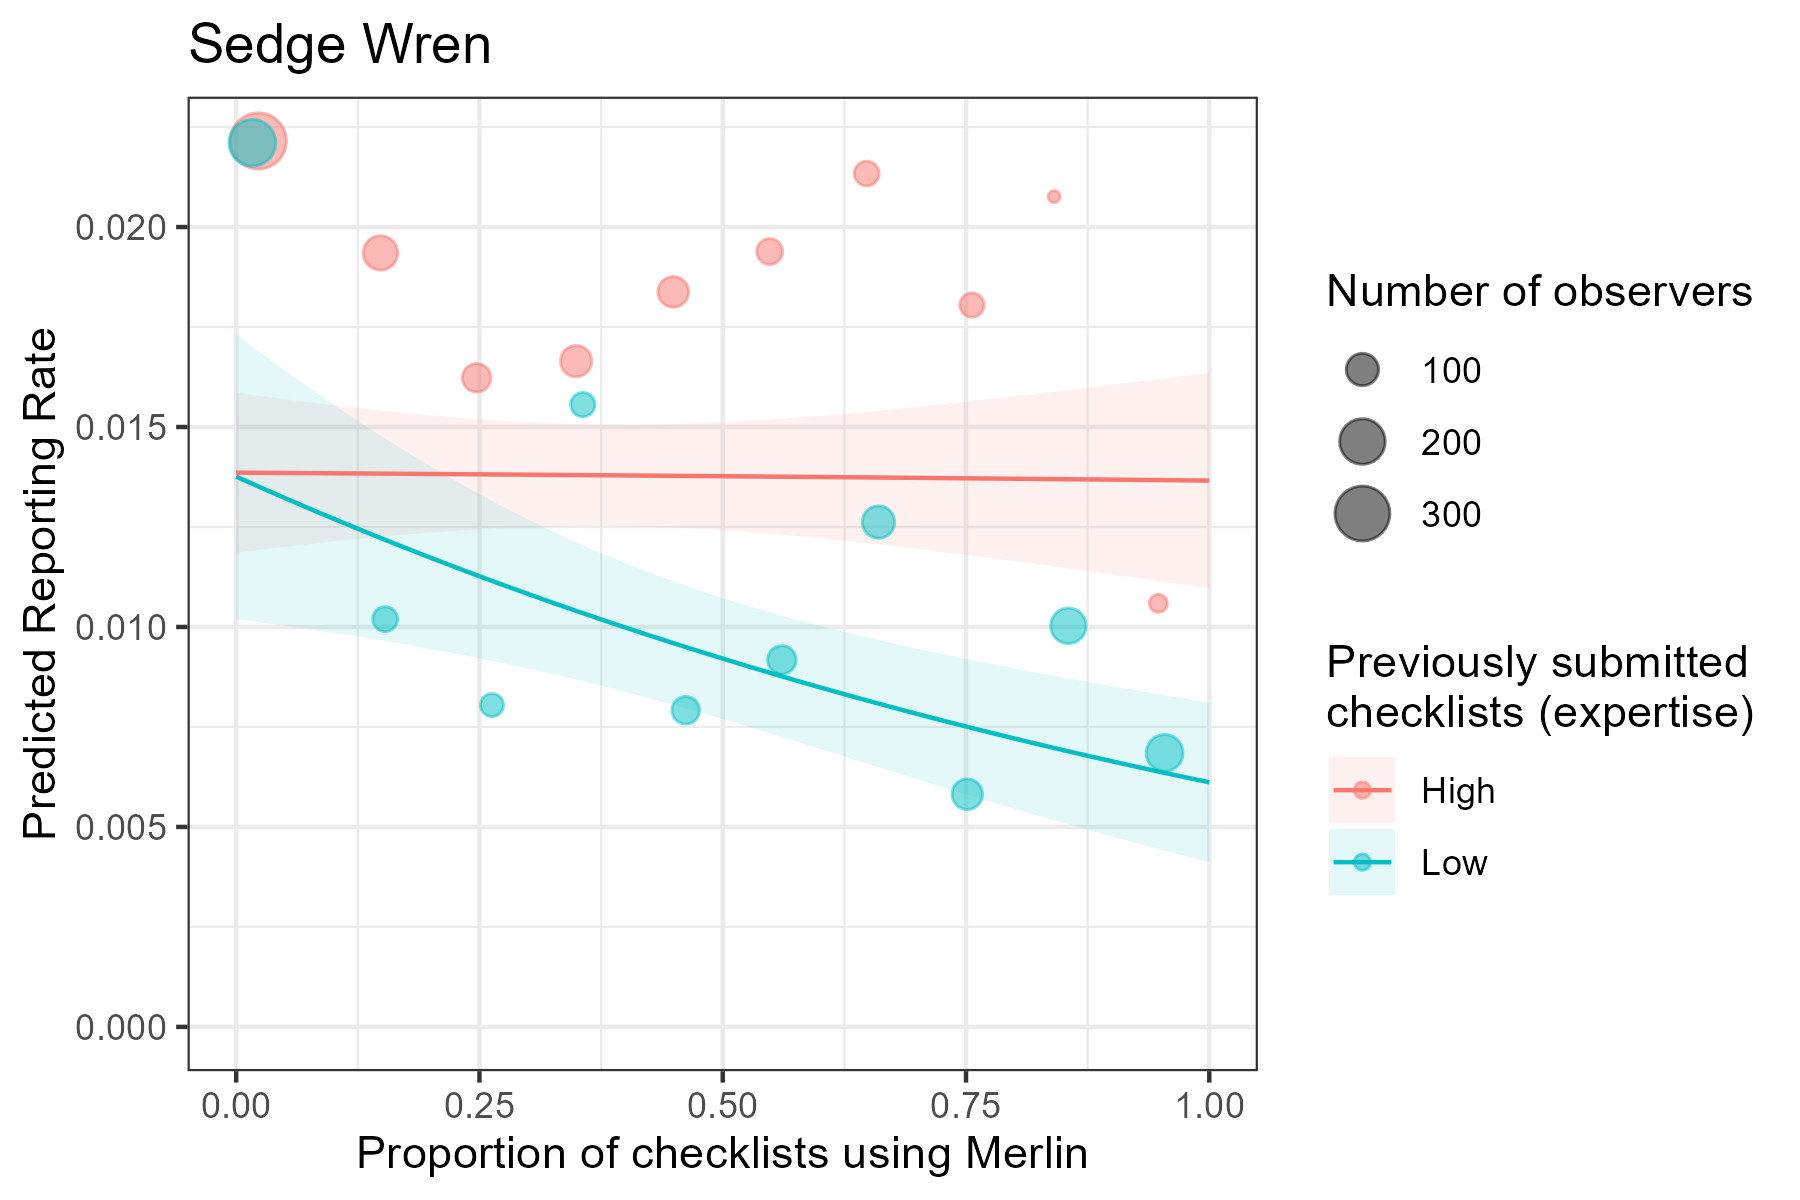 Sedge Wren
Predicted Reporting Rate
0.020
0.015
0.010
0.005
0.000
0.00 0.25 0.50 0.75 1.00
Proportion of checklists using Merlin
Number of observers
100
200
300
Previously submitted
checklists (expertise)
High
Low